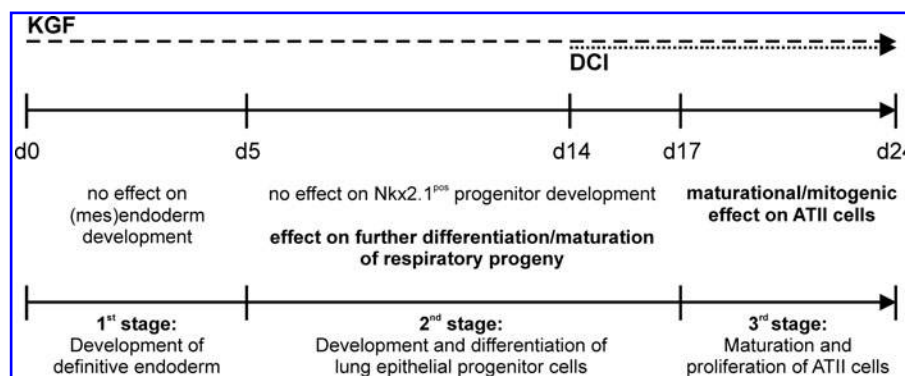 KGF
DCI
d0 d5 d14 d17 d24
no effect on
(mes)endoderm
development
no effect on Nkx2.1ᵖᵒˢ progenitor development
effect on further differentiation/maturation
of respiratory progeny
maturational/mitogenic
effect on ATII cells
1ˢᵗ stage:
Development of
definitive endoderm
2ⁿᵈ stage:
Development and differentiation of
lung epithelial progenitor cells
3ʳᵈ stage:
Maturation and
proliferation of ATII cells